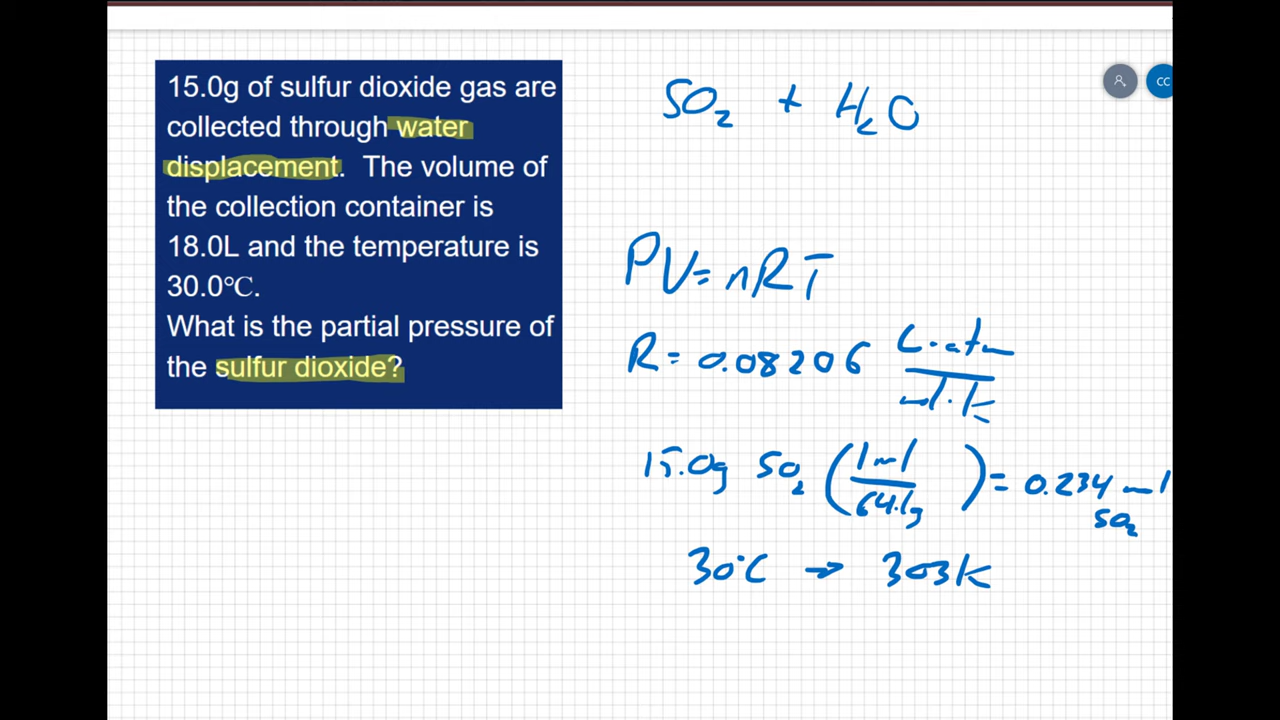 15.0g of sulfur dioxide gas are
collected through water
displacement. The volume of
the collection container is
18.0L and the temperature is
30.0℃.
What is the partial pressure of
the sulfur dioxide?
CC
SO₂ + H₂O
PV = nRT
R = 0.08206 L·atm / mol·K
15.0g SO₂ (1 mol / 64.1g) = 0.234 mol SO₂
30°C → 303K